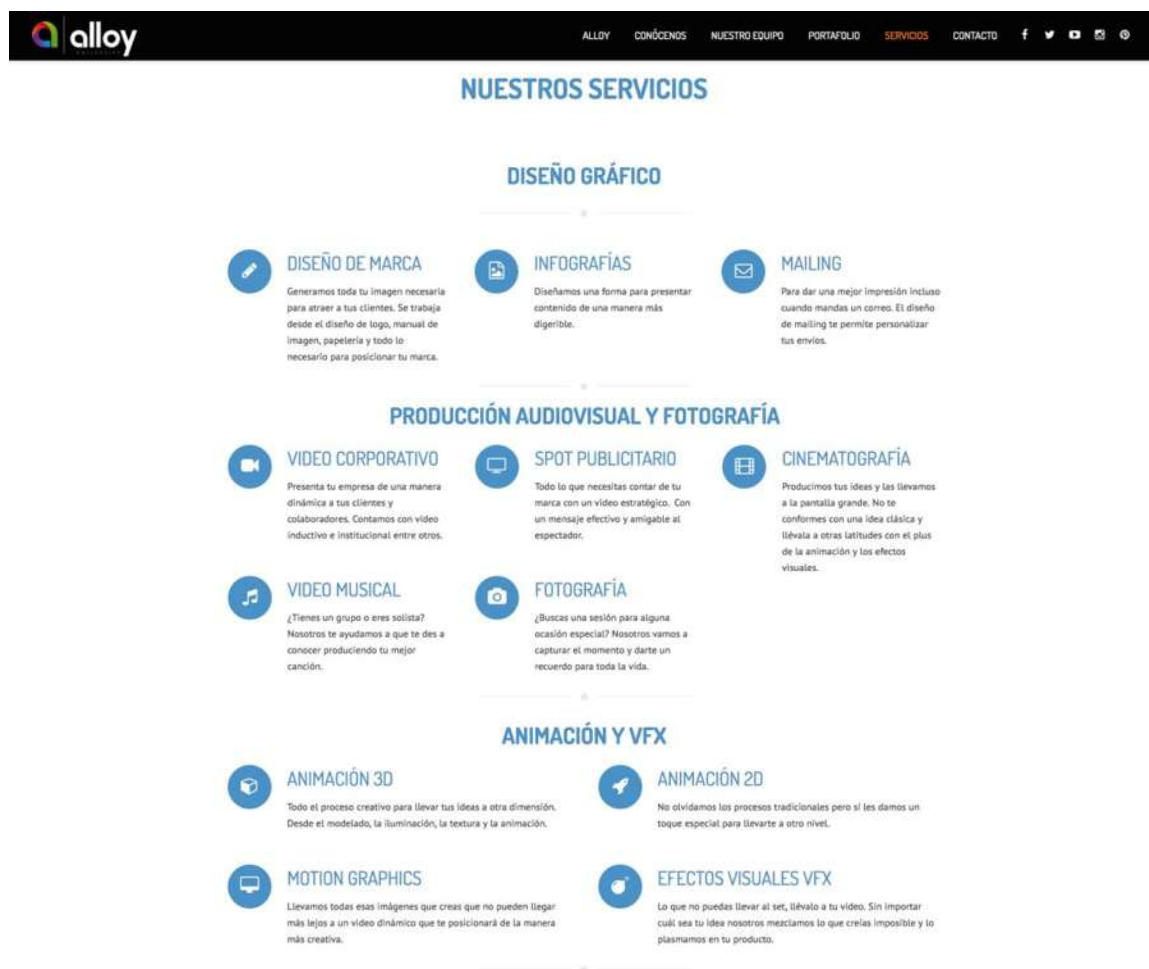 alloy
ALLOY CONÓCENOS NUESTRO EQUIPO PORTAFOLIO SERVICIOS CONTACTO
NUESTROS SERVICIOS
DISEÑO GRÁFICO
DISEÑO DE MARCA
Generamos toda tu imagen necesaria
para atraer a tus clientes. Se trabaja
desde el diseño de logo, manual de
imagen, papelería y todo lo
necesario para posicionar tu marca.
INFOGRAFÍAS
Diseñamos una forma para presentar
contenido de una manera más
digerible.
MAILING
Para dar una mejor impresión incluso
cuando mandas un correo. El diseño
de mailing te permite personalizar
tus envíos.
PRODUCCIÓN AUDIOVISUAL Y FOTOGRAFÍA
VIDEO CORPORATIVO
Presenta tu empresa de una manera
dinámica a tus clientes y
colaboradores. Contamos con video
inductivo e institucional entre otros.
SPOT PUBLICITARIO
Todo lo que necesitas contar de tu
marca con un video estratégico. Con
un mensaje efectivo y amigable al
espectador.
CINEMATOGRAFÍA
Producimos tus ideas y las llevamos
a la pantalla grande. No te
conformes con una idea clásica y
llévala a otras latitudes con el plus
de la animación y los efectos
visuales.
VIDEO MUSICAL
¿Tienes un grupo o eres solista?
Nosotros te ayudamos a que te des a
conocer produciendo tu mejor
canción.
FOTOGRAFÍA
¿Buscas una sesión para alguna
ocasión especial? Nosotros vamos a
capturar el momento y darte un
recuerdo para toda la vida.
ANIMACIÓN Y VFX
ANIMACIÓN 3D
Todo el proceso creativo para llevar tus ideas a otra dimensión.
Desde el modelado, la iluminación, la textura y la animación.
ANIMACIÓN 2D
No olvidamos los procesos tradicionales pero sí les damos un
toque especial para llevarte a otro nivel.
MOTION GRAPHICS
Llevamos todas esas imágenes que creas que no pueden llegar
más lejos a un video dinámico que te posicionará de la manera
más creativa.
EFECTOS VISUALES VFX
Lo que no puedas llevar al set, llévalo a tu video. Sin importar
cuál sea tu idea nosotros mezclamos lo que creías imposible y lo
plasmamos en tu producto.